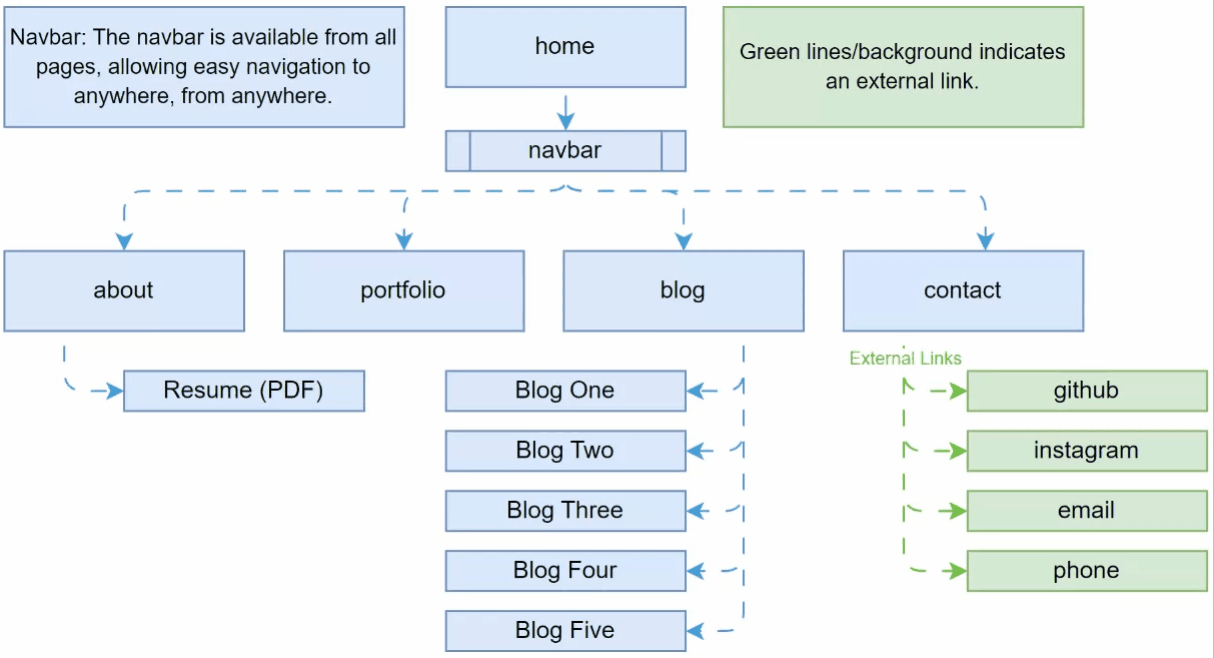 Navbar: The navbar is available from all
pages, allowing easy navigation to
anywhere, from anywhere.
home
Green lines/background indicates
an external link.
navbar
about
portfolio
blog
contact
External Links
Resume (PDF)
Blog One
github
Blog Two
instagram
Blog Three
email
Blog Four
phone
Blog Five